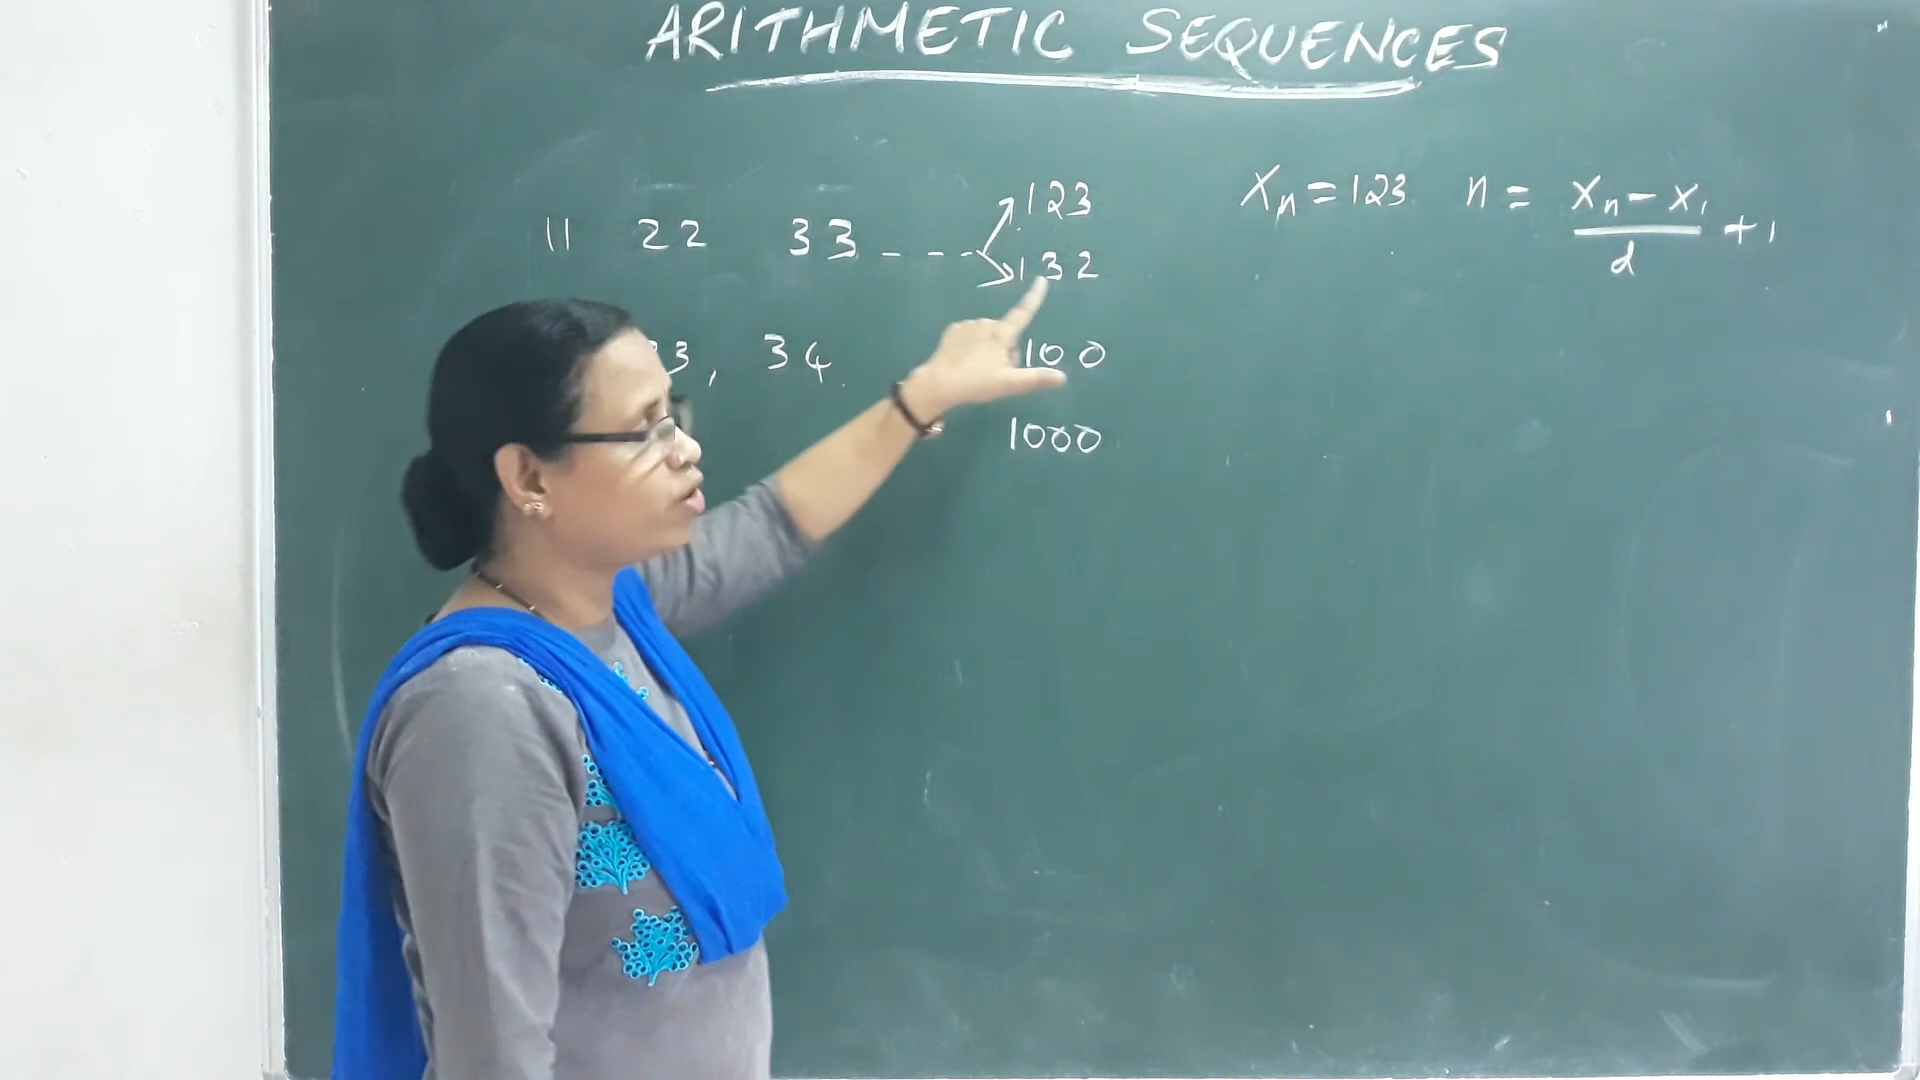 ARITHMETIC SEQUENCES
11 22 33 - - - 123
132
Xn = 123 n = Xn - X1 / d + 1
3, 34 100
1000